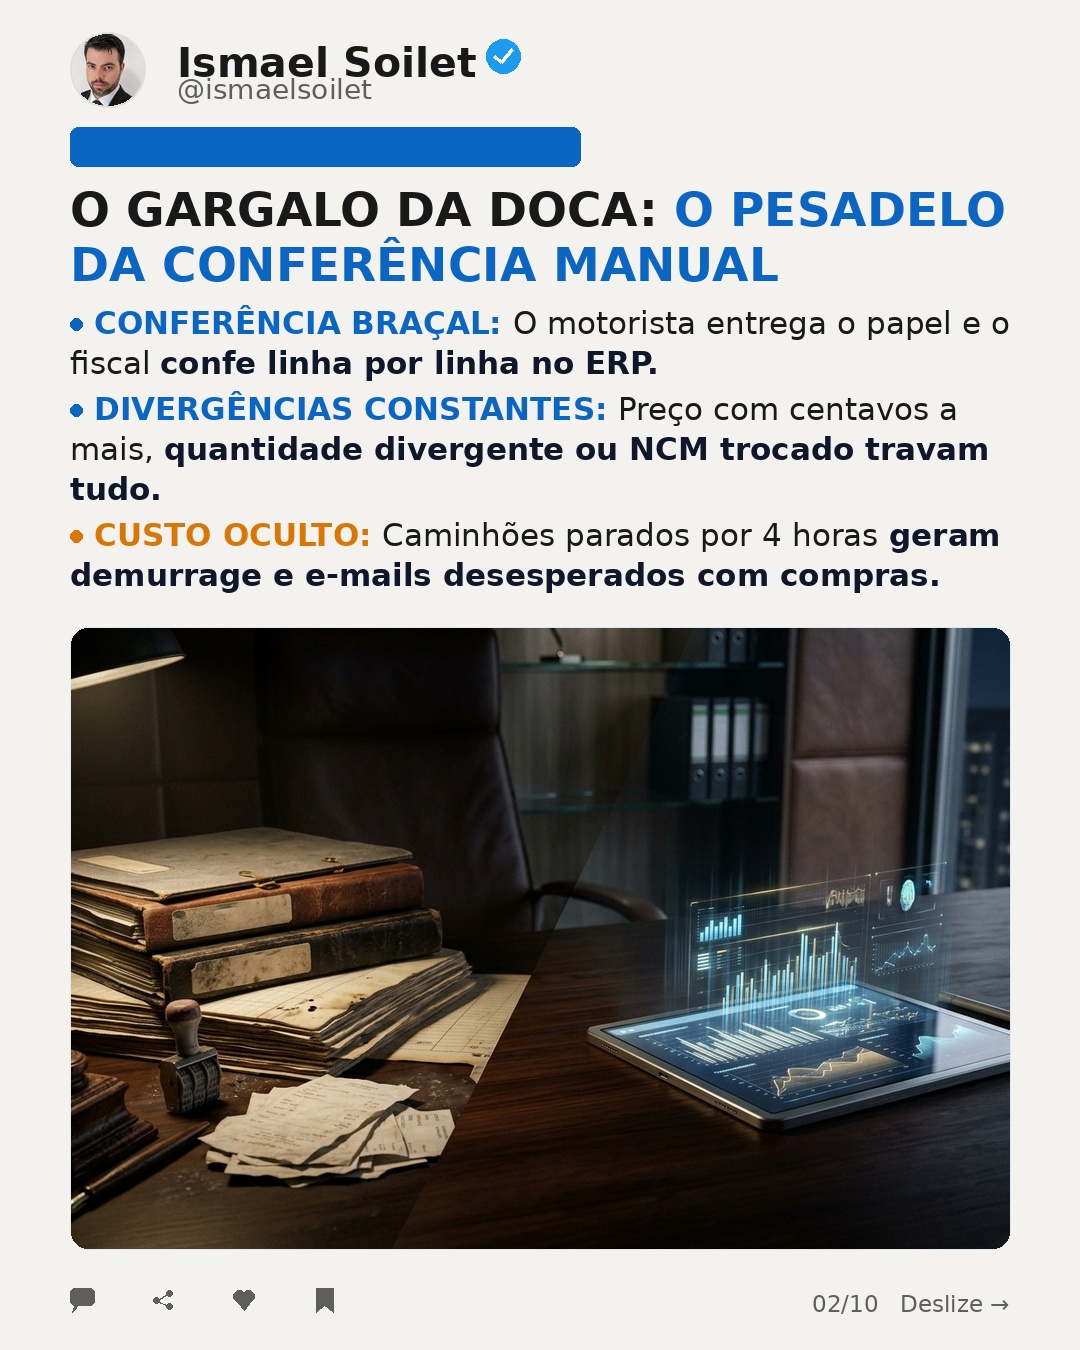 Ismael Soilet
@ismaelsoilet
O GARGALO DA DOCA: O PESADELO
DA CONFERÊNCIA MANUAL
• CONFERÊNCIA BRAÇAL: O motorista entrega o papel e o
fiscal confe linha por linha no ERP.
• DIVERGÊNCIAS CONSTANTES: Preço com centavos a
mais, quantidade divergente ou NCM trocado travam
tudo.
• CUSTO OCULTO: Caminhões parados por 4 horas geram
demurrage e e-mails desesperados com compras.
02/10 Deslize →